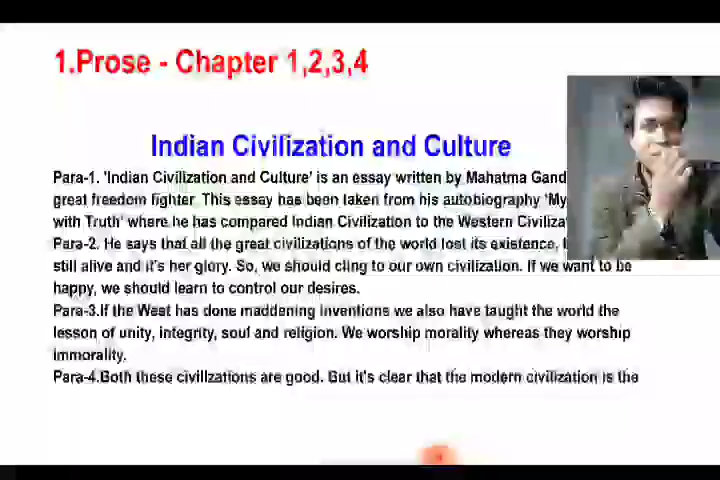 1.Prose - Chapter 1,2,3,4
Indian Civilization and Culture
Para-1. 'Indian Civilization and Culture' is an essay written by Mahatma
great freedom fighter. This essay has been taken from his autobiography
with Truth' where he has compared Indian Civilization to the Western
Para-2. He says that all the great civilizations of the world lost its existence.
still alive and it's her glory. So, we should cling to our own civilization. If we want to be
happy, we should learn to control our desires.
Para-3.If the West has done maddening inventions we also have taught the world the
lesson of unity, integrity, soul and religion. We worship morality whereas they worship
immorality.
Para-4.Both these civilizations are good. But it's clear that the modern civilization is the